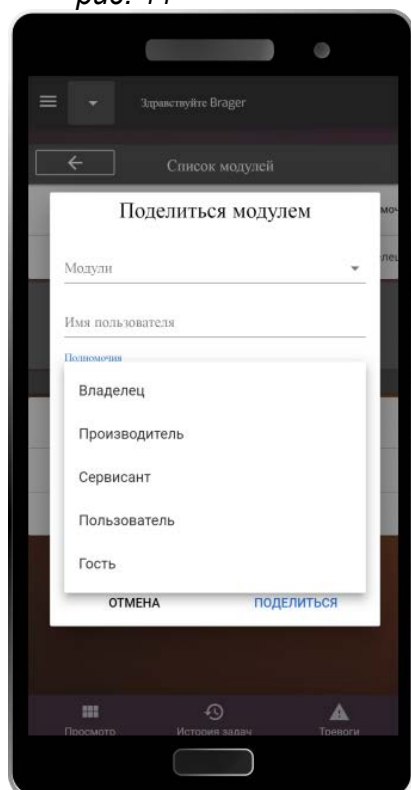 рис. 11
Здравствуйте Brager
Список модулей
Поделиться модулем
Модули
Имя пользователя
Полномочия
Владелец
Производитель
Сервисант
Пользователь
Гость
ОТМЕНА
ПОДЕЛИТЬСЯ
Просмотр
История задач
Тревоги